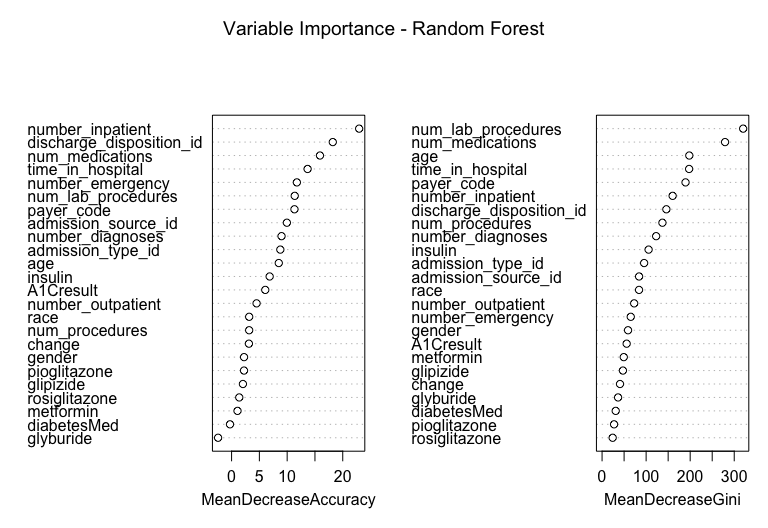 Variable Importance - Random Forest
number_inpatient
discharge_disposition_id
num_medications
time_in_hospital
number_emergency
num_lab_procedures
payer_code
admission_source_id
number_diagnoses
admission_type_id
age
insulin
A1Cresult
number_outpatient
race
num_procedures
change
gender
pioglitazone
glipizide
rosiglitazone
metformin
diabetesMed
glyburide
0 5 10 20
MeanDecreaseAccuracy
num_lab_procedures
num_medications
age
time_in_hospital
payer_code
number_inpatient
discharge_disposition_id
num_procedures
number_diagnoses
insulin
admission_type_id
admission_source_id
race
number_outpatient
number_emergency
gender
A1Cresult
metformin
glipizide
change
glyburide
diabetesMed
pioglitazone
rosiglitazone
0 100 200 300
MeanDecreaseGini